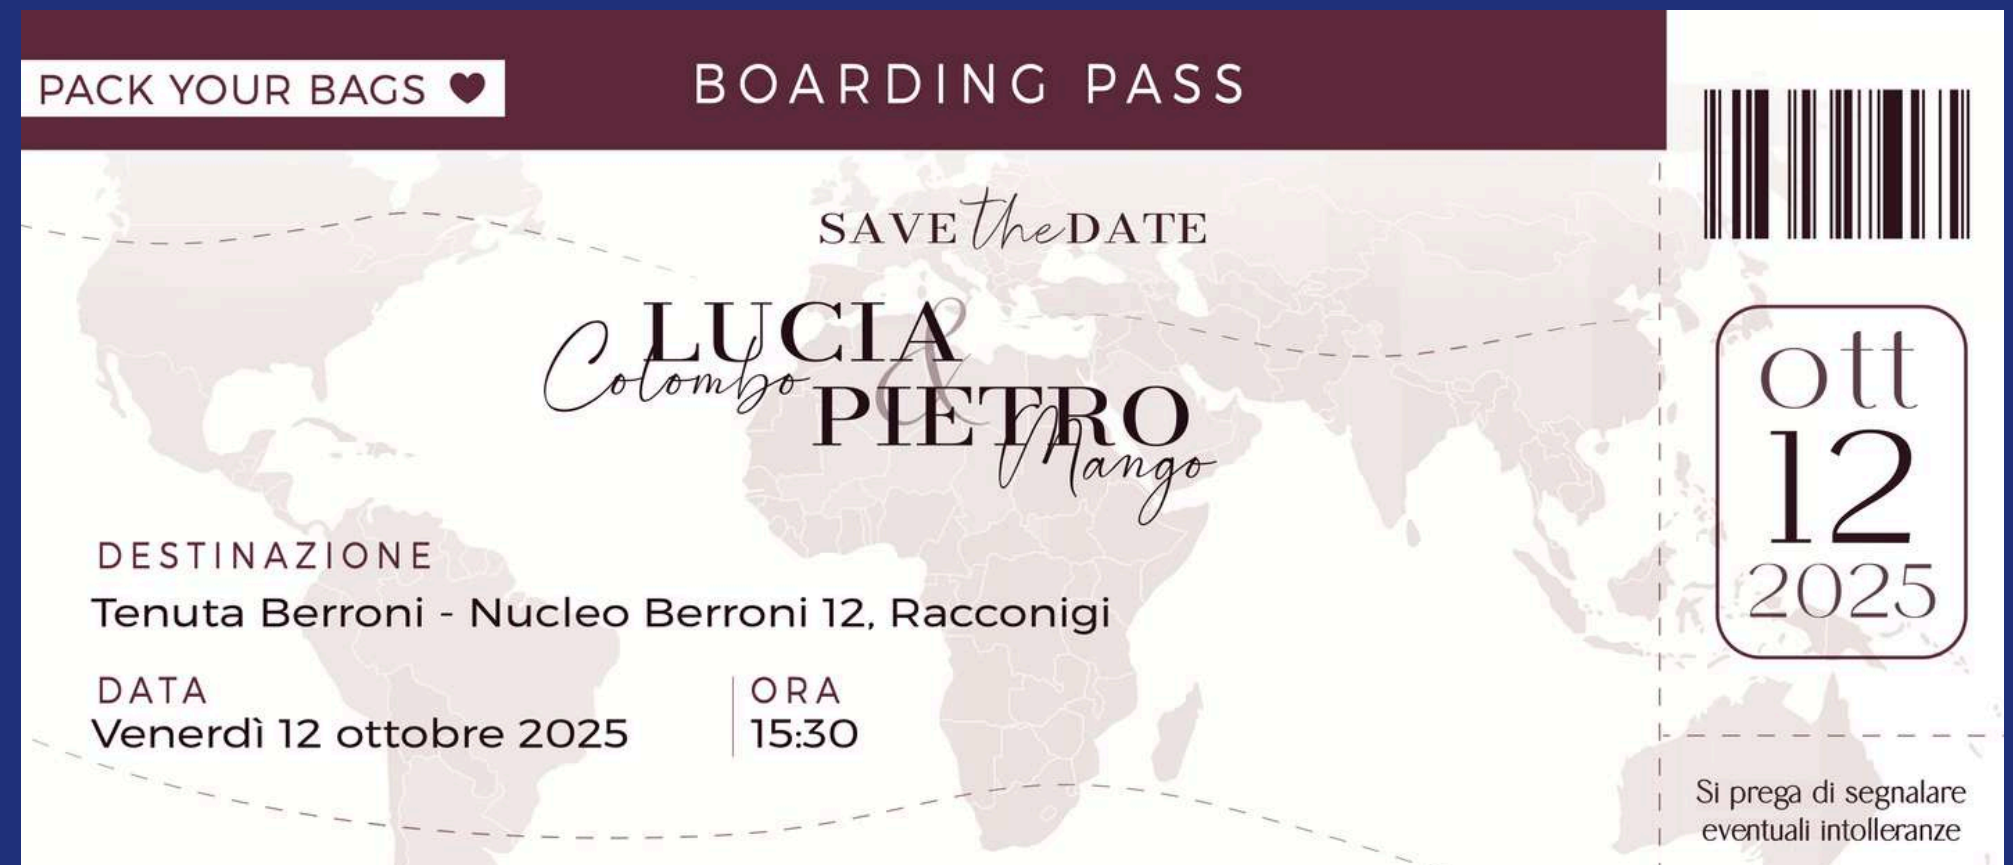 PACK YOUR BAGS ♥
BOARDING PASS
SAVE the DATE
LUCIA
Colombo
&
PIETRO
Mango
DESTINAZIONE
Tenuta Berroni - Nucleo Berroni 12, Racconigi
DATA
Venerdì 12 ottobre 2025
ORA
15:30
ott
12
2025
Si prega di segnalare
eventuali intolleranze